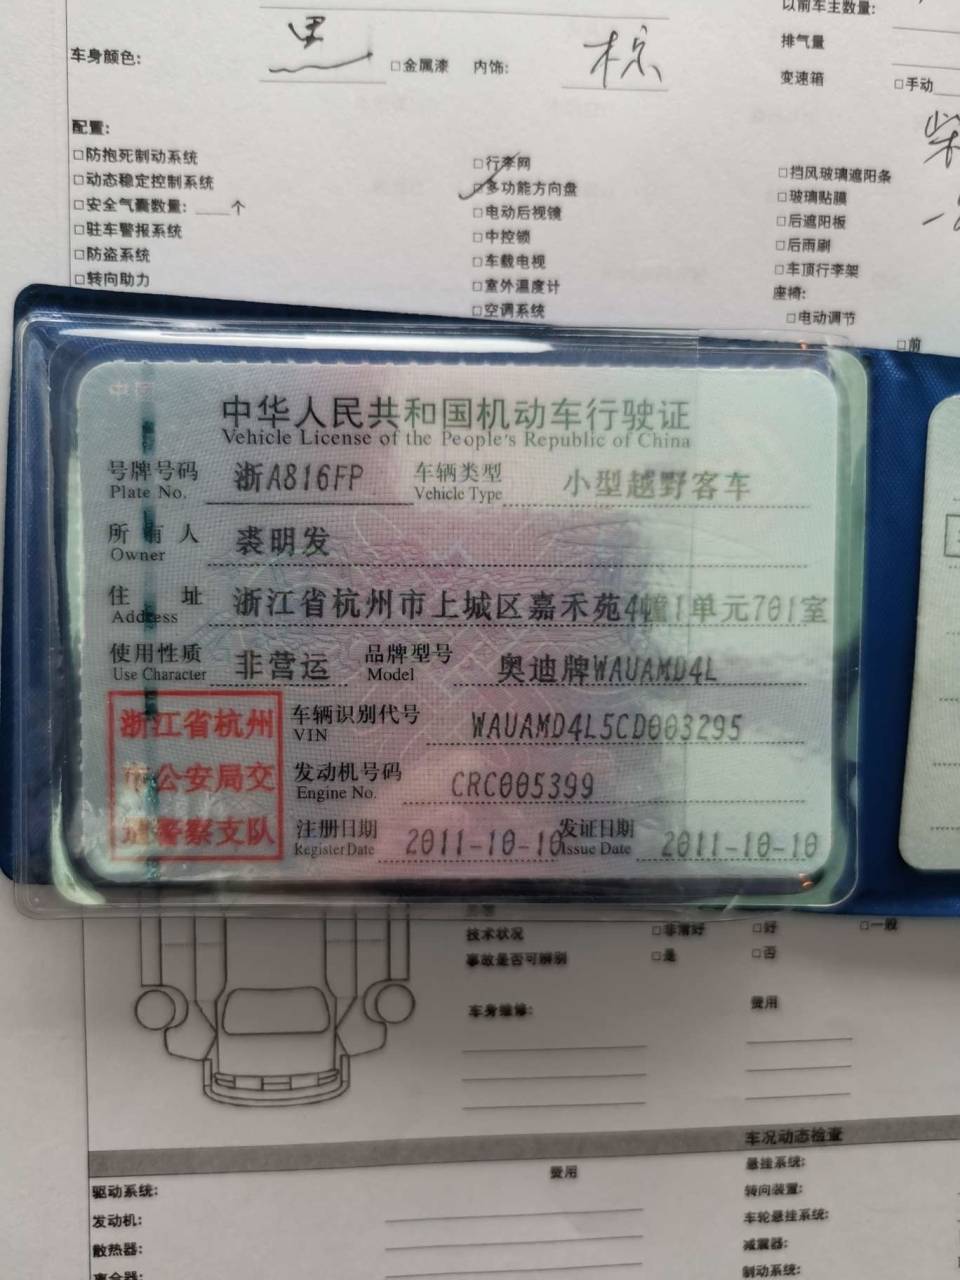 以前车主数量:
车身颜色: 黑 □金属漆 内饰: 棕
排气量
变速箱 □手动
配置:
□防抱死制动系统
□动态稳定控制系统
□安全气囊数量: ____个
□驻车警报系统
□防盗系统
□转向助力
□行李网
□多功能方向盘
□电动后视镜
□中控锁
□车载电视
□室外温度计
□空调系统
□挡风玻璃遮阳条
□玻璃贴膜
□后遮阳板
□后雨刷
□车顶行李架
座椅:
□电动调节
□前
中华人民共和国机动车行驶证
Vehicle License of the People's Republic of China
号牌号码 浙A816FP 车辆类型 小型越野客车
Plate No. Vehicle Type
所有人 裘明发
Owner
住址 浙江省杭州市上城区嘉禾苑4幢1单元701室
Address
使用性质 非营运 品牌型号 奥迪牌WAUAMD4L
Use Character Model
浙江省杭州
市公安局交
通警察支队
车辆识别代号 WAUAMD4L5CD003295
VIN
发动机号码 CRC005399
Engine No.
注册日期 2011-10-10 发证日期 2011-10-10
Register Date Issue Date
技术状况 □非常好 □好 □一般
事故是否可辨别 □是 □否
车身维修: 费用
车况动态检查
费用
驱动系统:
发动机:
散热器:
离合器:
悬挂系统:
转向装置:
车轮悬挂系统:
减震器:
制动系统: